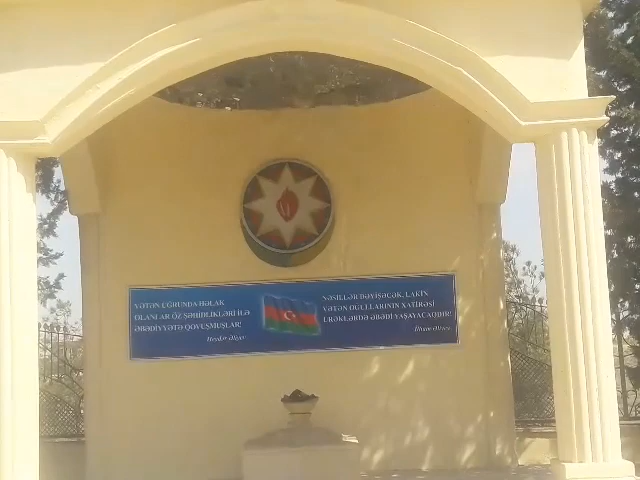 VƏTƏN UĞRUNDA HƏLAK
OLANLAR ÖZ ŞƏHİDLİKLƏRİ İLƏ
ƏBƏDİYYƏTƏ QOVUŞMUŞLAR!
Heydər Əliyev
NƏSİLLƏR DƏYİŞƏCƏK, LAKİN
VƏTƏN OĞULLARININ XATİRƏSİ
ÜRƏKLƏRDƏ ƏBƏDİ YAŞAYACAQDIR!
İlham Əliyev